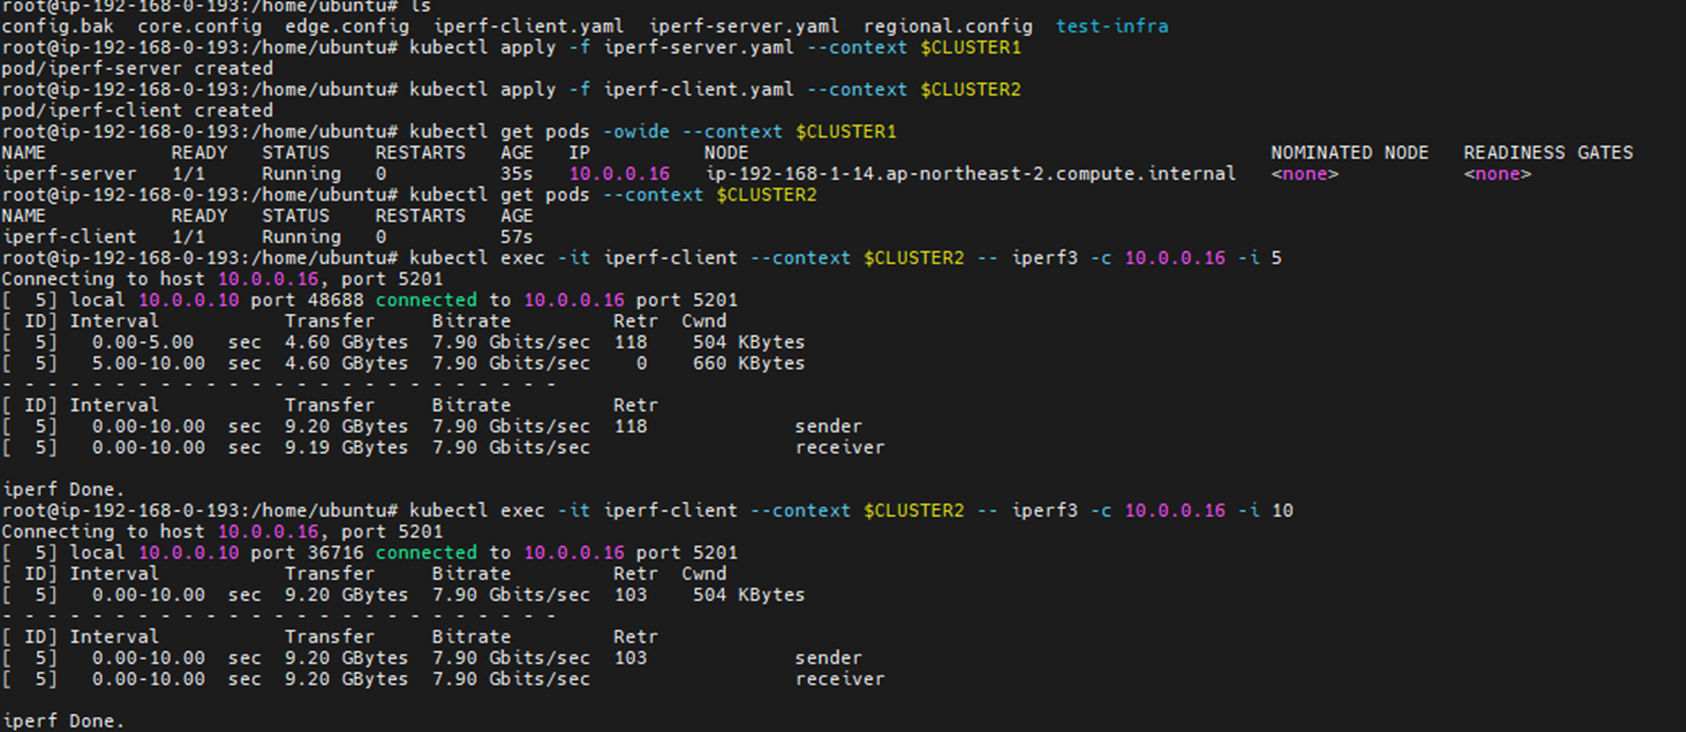 root@ip-192-168-0-193:/home/ubuntu# ls
config.bak  core.config  edge.config  iperf-client.yaml  iperf-server.yaml  regional.config  test-infra
root@ip-192-168-0-193:/home/ubuntu# kubectl apply -f iperf-server.yaml --context $CLUSTER1
pod/iperf-server created
root@ip-192-168-0-193:/home/ubuntu# kubectl apply -f iperf-client.yaml --context $CLUSTER2
pod/iperf-client created
root@ip-192-168-0-193:/home/ubuntu# kubectl get pods -owide --context $CLUSTER1
NAME           READY   STATUS    RESTARTS   AGE   IP          NODE                                               NOMINATED NODE   READINESS GATES
iperf-server   1/1     Running   0          35s   10.0.0.16   ip-192-168-1-14.ap-northeast-2.compute.internal   <none>           <none>
root@ip-192-168-0-193:/home/ubuntu# kubectl get pods --context $CLUSTER2
NAME           READY   STATUS    RESTARTS   AGE
iperf-client   1/1     Running   0          57s
root@ip-192-168-0-193:/home/ubuntu# kubectl exec -it iperf-client --context $CLUSTER2 -- iperf3 -c 10.0.0.16 -i 5
Connecting to host 10.0.0.16, port 5201
[  5] local 10.0.0.10 port 48688 connected to 10.0.0.16 port 5201
[ ID] Interval           Transfer     Bitrate         Retr  Cwnd
[  5]   0.00-5.00   sec  4.60 GBytes  7.90 Gbits/sec  118    504 KBytes
[  5]   5.00-10.00  sec  4.60 GBytes  7.90 Gbits/sec    0    660 KBytes
- - - - - - - - - - - - - - - - - - - - - - - - -
[ ID] Interval           Transfer     Bitrate         Retr
[  5]   0.00-10.00  sec  9.20 GBytes  7.90 Gbits/sec  118             sender
[  5]   0.00-10.00  sec  9.19 GBytes  7.90 Gbits/sec                  receiver
iperf Done.
root@ip-192-168-0-193:/home/ubuntu# kubectl exec -it iperf-client --context $CLUSTER2 -- iperf3 -c 10.0.0.16 -i 10
Connecting to host 10.0.0.16, port 5201
[  5] local 10.0.0.10 port 36716 connected to 10.0.0.16 port 5201
[ ID] Interval           Transfer     Bitrate         Retr  Cwnd
[  5]   0.00-10.00  sec  9.20 GBytes  7.90 Gbits/sec  103    504 KBytes
- - - - - - - - - - - - - - - - - - - - - - - - -
[ ID] Interval           Transfer     Bitrate         Retr
[  5]   0.00-10.00  sec  9.20 GBytes  7.90 Gbits/sec  103             sender
[  5]   0.00-10.00  sec  9.20 GBytes  7.90 Gbits/sec                  receiver
iperf Done.